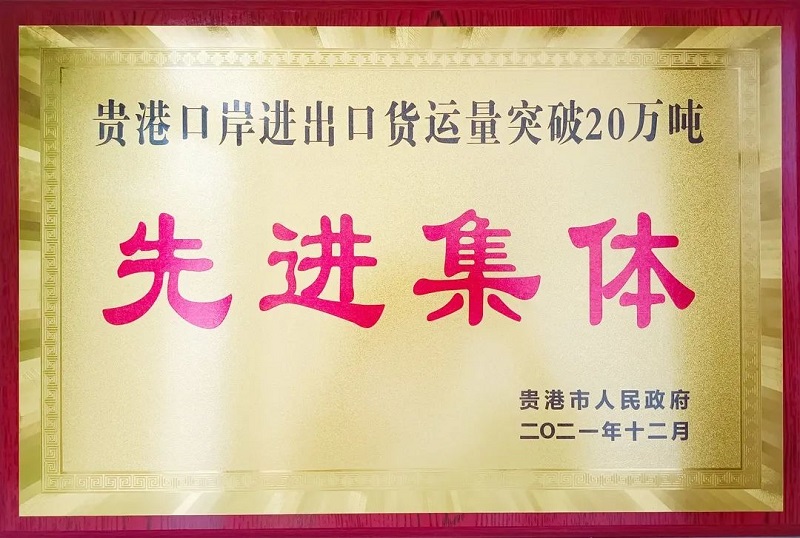 贵港口岸进出口货运量突破20万吨
先进集体
贵港市人民政府
二〇二一年十二月